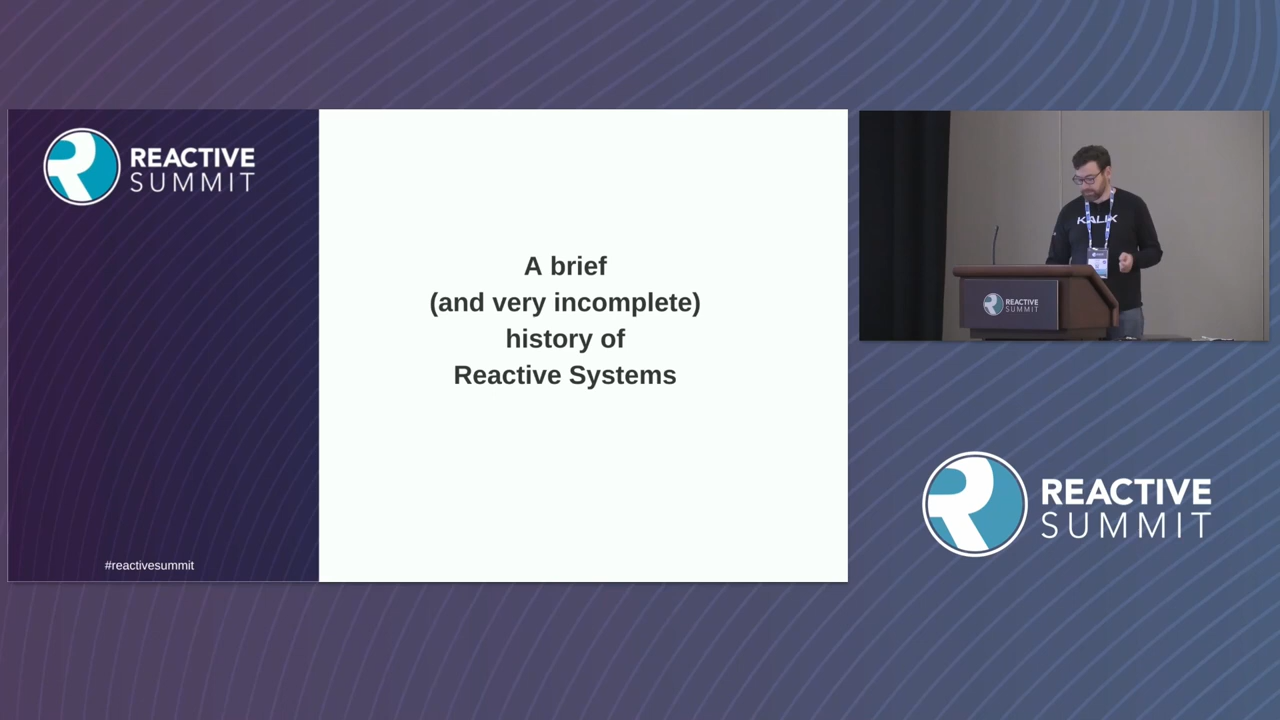 REACTIVE
SUMMIT
A brief
(and very incomplete)
history of
Reactive Systems
#reactivesummit
KALIX
REACTIVE
SUMMIT
REACTIVE
SUMMIT